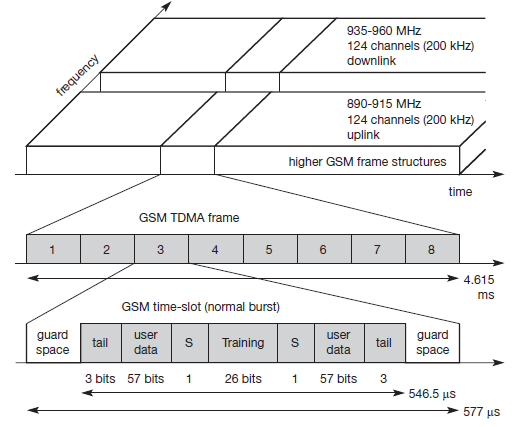 935-960 MHz
124 channels (200 kHz)
downlink
frequency
890-915 MHz
124 channels (200 kHz)
uplink
higher GSM frame structures
time
GSM TDMA frame
1 2 3 4 5 6 7 8
4.615
ms
GSM time-slot (normal burst)
guard
space
tail
user
data
S
Training
S
user
data
tail
guard
space
3 bits 57 bits 1 26 bits 1 57 bits 3
546.5 µs
577 µs